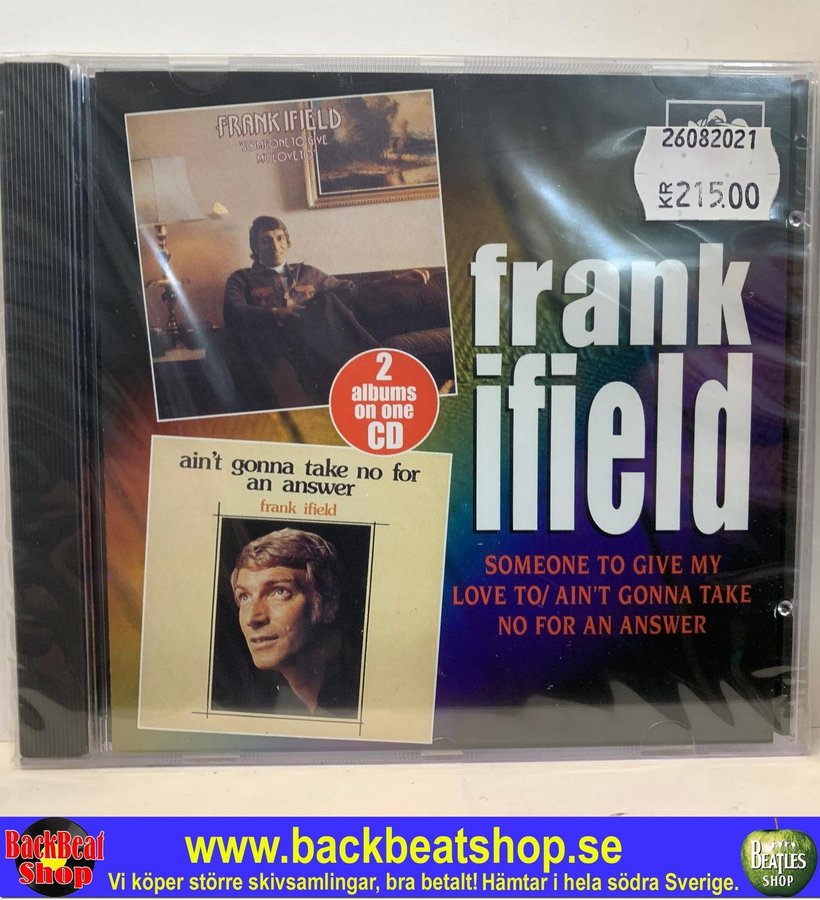 FRANK IFIELD
"SOMEONE TO GIVE
MY LOVE TO"
26082021
KR215.00
frank
ifield
2
albums
on one
CD
ain't gonna take no for
an answer
frank ifield
SOMEONE TO GIVE MY
LOVE TO/ AIN'T GONNA TAKE
NO FOR AN ANSWER
BackBeat
Shop
www.backbeatshop.se
Vi köper större skivsamlingar, bra betalt! Hämtar i hela södra Sverige.
BEATLES
SHOP